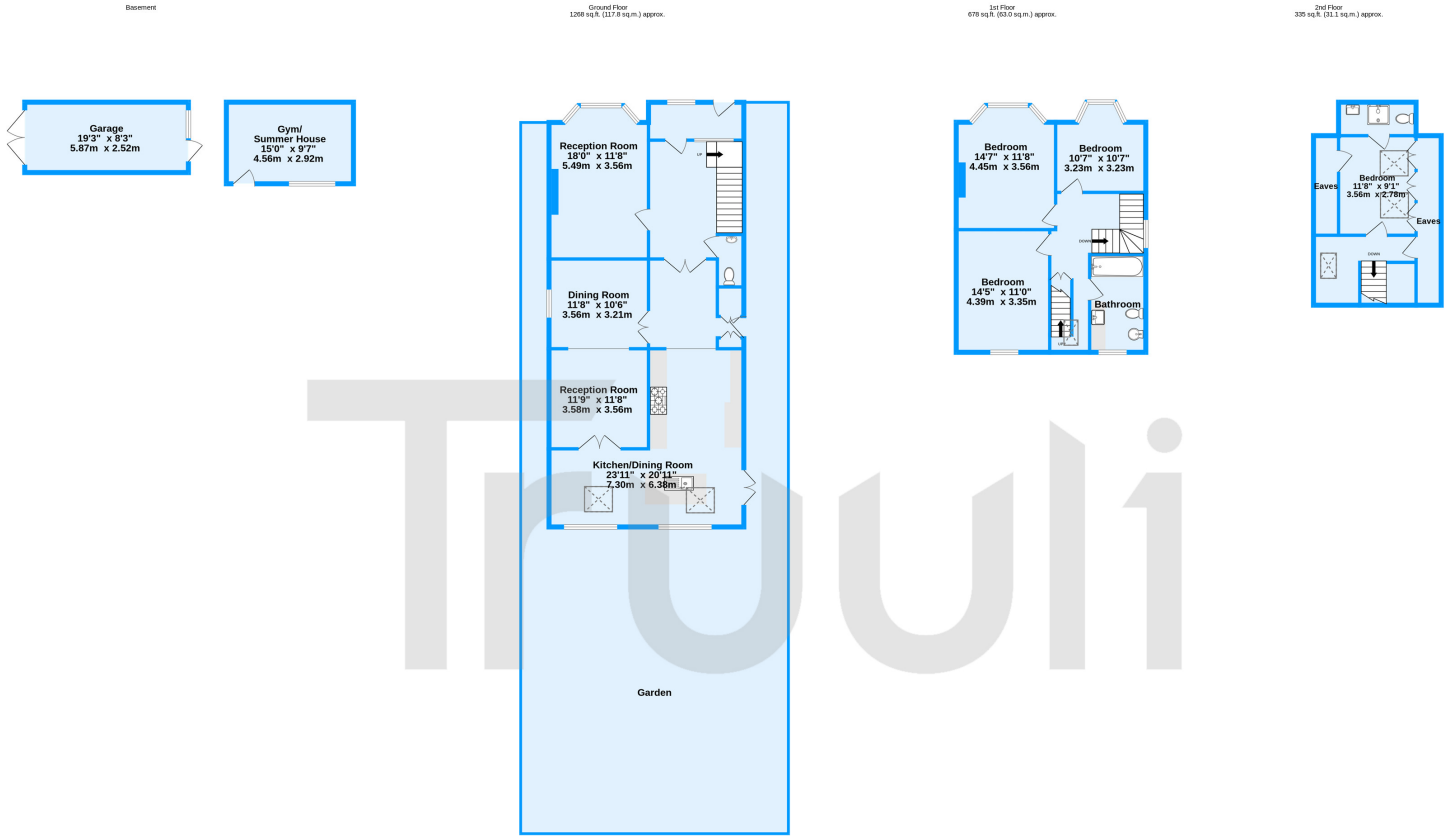 Basement
Garage
19'3" x 8'3"
5.87m x 2.52m
Gym/
Summer House
15'0" x 9'7"
4.56m x 2.92m
Ground Floor
1268 sq.ft. (117.8 sq.m.) approx.
Reception Room
18'0" x 11'8"
5.49m x 3.56m
UP
Dining Room
11'8" x 10'6"
3.56m x 3.21m
Reception Room
11'9" x 11'8"
3.58m x 3.56m
Kitchen/Dining Room
23'11" x 20'11"
7.30m x 6.38m
Garden
1st Floor
678 sq.ft. (63.0 sq.m.) approx.
Bedroom
14'7" x 11'8"
4.45m x 3.56m
Bedroom
10'7" x 10'7"
3.23m x 3.23m
DOWN
Bedroom
14'5" x 11'0"
4.39m x 3.35m
Bathroom
UP
2nd Floor
335 sq.ft. (31.1 sq.m.) approx.
Bedroom
11'8" x 9'1"
3.56m x 2.78m
Eaves
Eaves
DOWN
Truuli